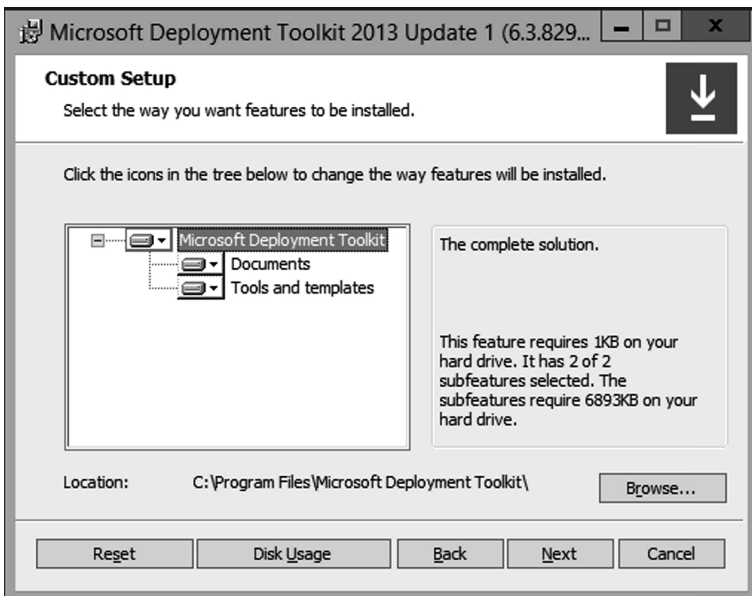 Microsoft Deployment Toolkit 2013 Update 1 (6.3.829...
Custom Setup
Select the way you want features to be installed.
Click the icons in the tree below to change the way features will be installed.
Microsoft Deployment Toolkit
Documents
Tools and templates
The complete solution.
This feature requires 1KB on your
hard drive. It has 2 of 2
subfeatures selected. The
subfeatures require 6893KB on your
hard drive.
Location: C:\Program Files\Microsoft Deployment Toolkit\
Browse...
Reset Disk Usage Back Next Cancel